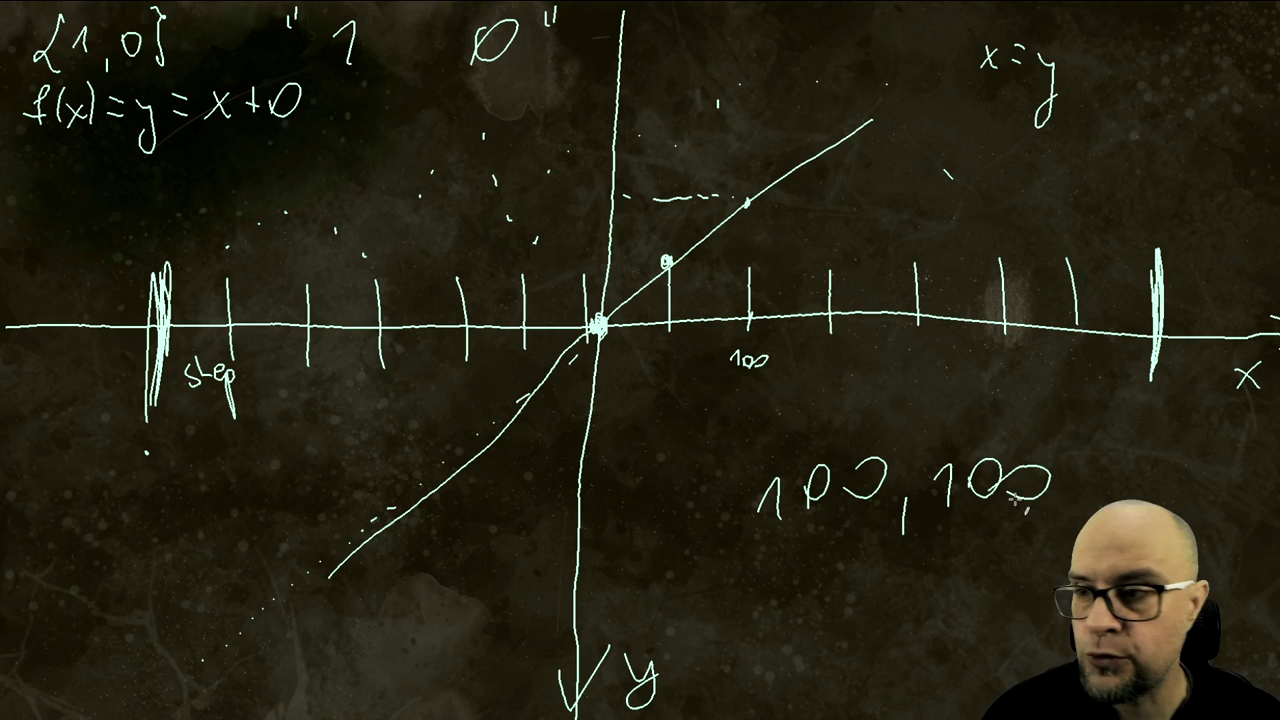 {1,0} " 1 0 "
f(x)=y=x+0
x=y
step
100
x
100,100
y